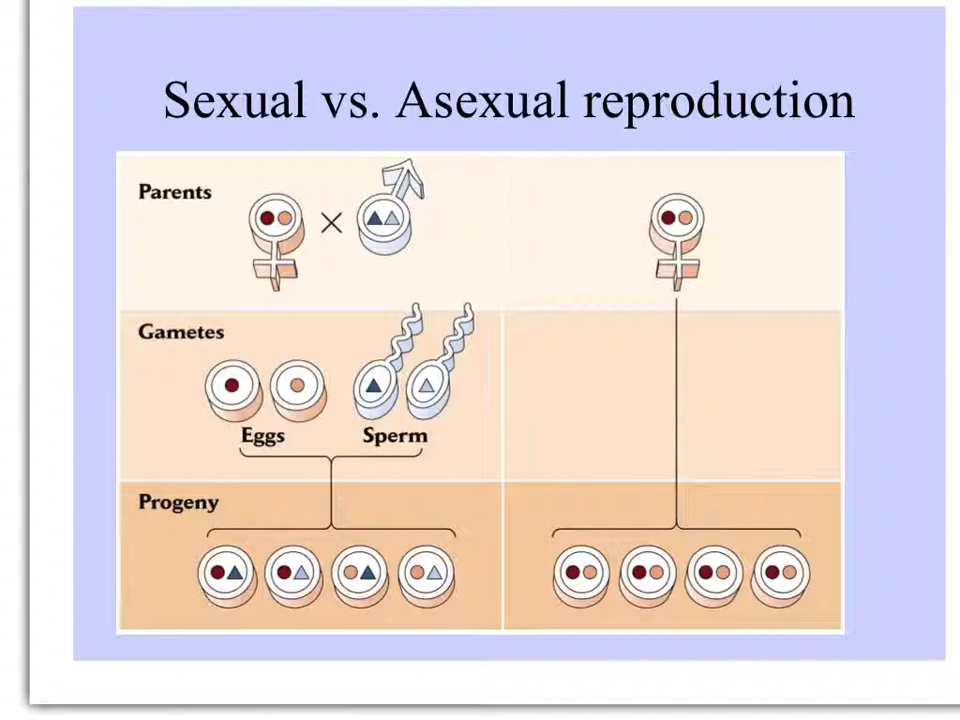 Sexual vs. Asexual reproduction
Parents
Gametes
Eggs
Sperm
Progeny